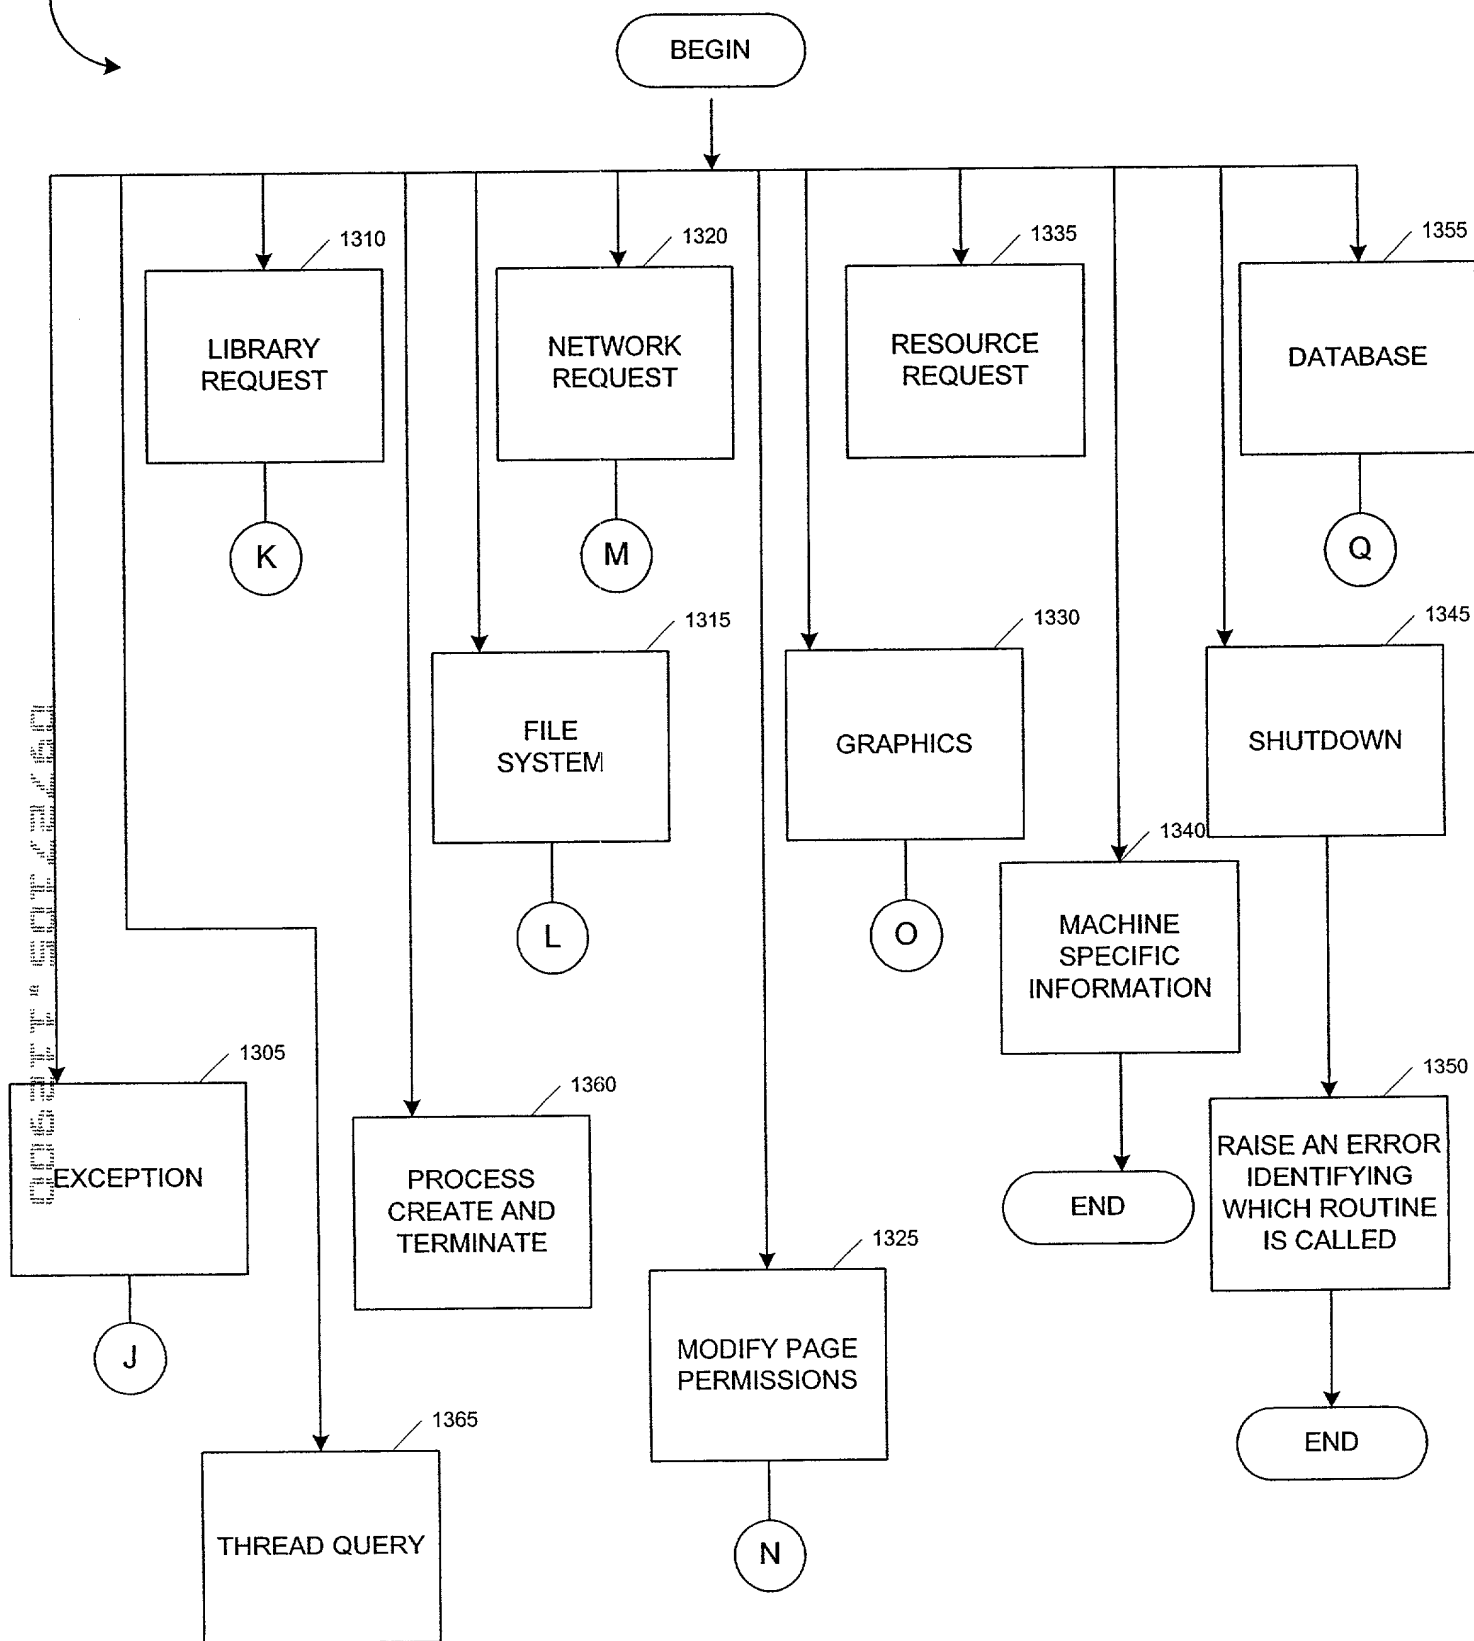 BEGIN
1310
LIBRARY
REQUEST
K
1320
NETWORK
REQUEST
M
1335
RESOURCE
REQUEST
1355
DATABASE
Q
1315
FILE
SYSTEM
L
1330
GRAPHICS
O
1345
SHUTDOWN
1340
MACHINE
SPECIFIC
INFORMATION
END
1350
RAISE AN ERROR
IDENTIFYING
WHICH ROUTINE
IS CALLED
END
1305
EXCEPTION
J
1360
PROCESS
CREATE AND
TERMINATE
1325
MODIFY PAGE
PERMISSIONS
N
1365
THREAD QUERY